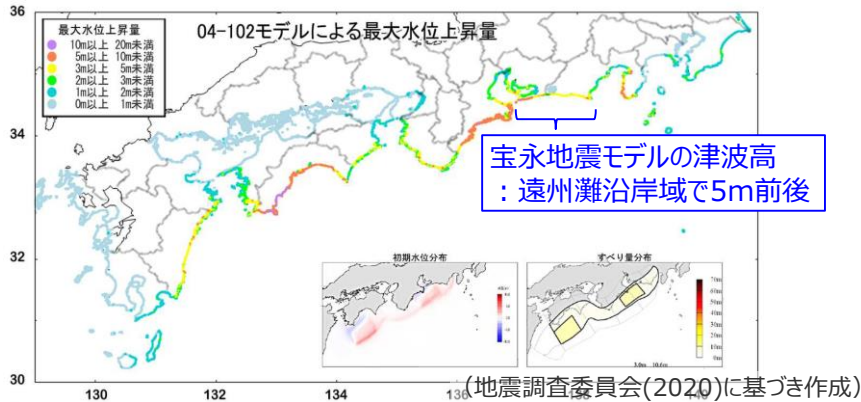 04-102モデルによる最大水位上昇量
最大水位上昇量
10m以上 20m未満
5m以上 10m未満
3m以上 5m未満
2m以上 3m未満
1m以上 2m未満
0m以上 1m未満
宝永地震モデルの津波高
：遠州灘沿岸域で5m前後
初期水位分布
すべり量分布
36
34
32
30
130
132
134
136
(地震調査委員会(2020)に基づき作成)